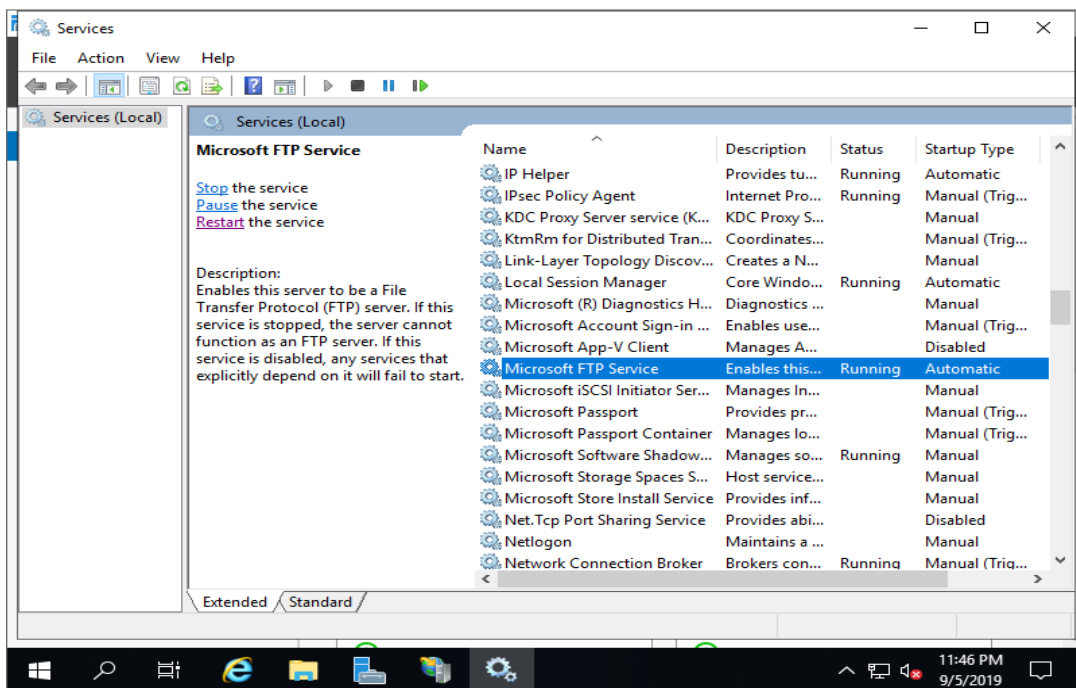 Services
File Action View Help
Services (Local)
Services (Local)
Microsoft FTP Service
Stop the service
Pause the service
Restart the service
Description:
Enables this server to be a File
Transfer Protocol (FTP) server. If this
service is stopped, the server cannot
function as an FTP server. If this
service is disabled, any services that
explicitly depend on it will fail to start.
Name Description Status Startup Type
IP Helper Provides tu... Running Automatic
IPsec Policy Agent Internet Pro... Running Manual (Trig...
KDC Proxy Server service (K... KDC Proxy S... Manual
KtmRm for Distributed Tran... Coordinates... Manual (Trig...
Link-Layer Topology Discov... Creates a N... Manual
Local Session Manager Core Windo... Running Automatic
Microsoft (R) Diagnostics H... Diagnostics ... Manual
Microsoft Account Sign-in ... Enables use... Manual (Trig...
Microsoft App-V Client Manages A... Disabled
Microsoft FTP Service Enables this... Running Automatic
Microsoft iSCSI Initiator Ser... Manages In... Manual
Microsoft Passport Provides pr... Manual (Trig...
Microsoft Passport Container Manages lo... Manual (Trig...
Microsoft Software Shadow... Manages so... Running Manual
Microsoft Storage Spaces S... Host service... Manual
Microsoft Store Install Service Provides inf... Manual
Net.Tcp Port Sharing Service Provides abi... Disabled
Netlogon Maintains a ... Manual
Network Connection Broker Brokers con... Running Manual (Trig...
Extended Standard
11:46 PM
9/5/2019